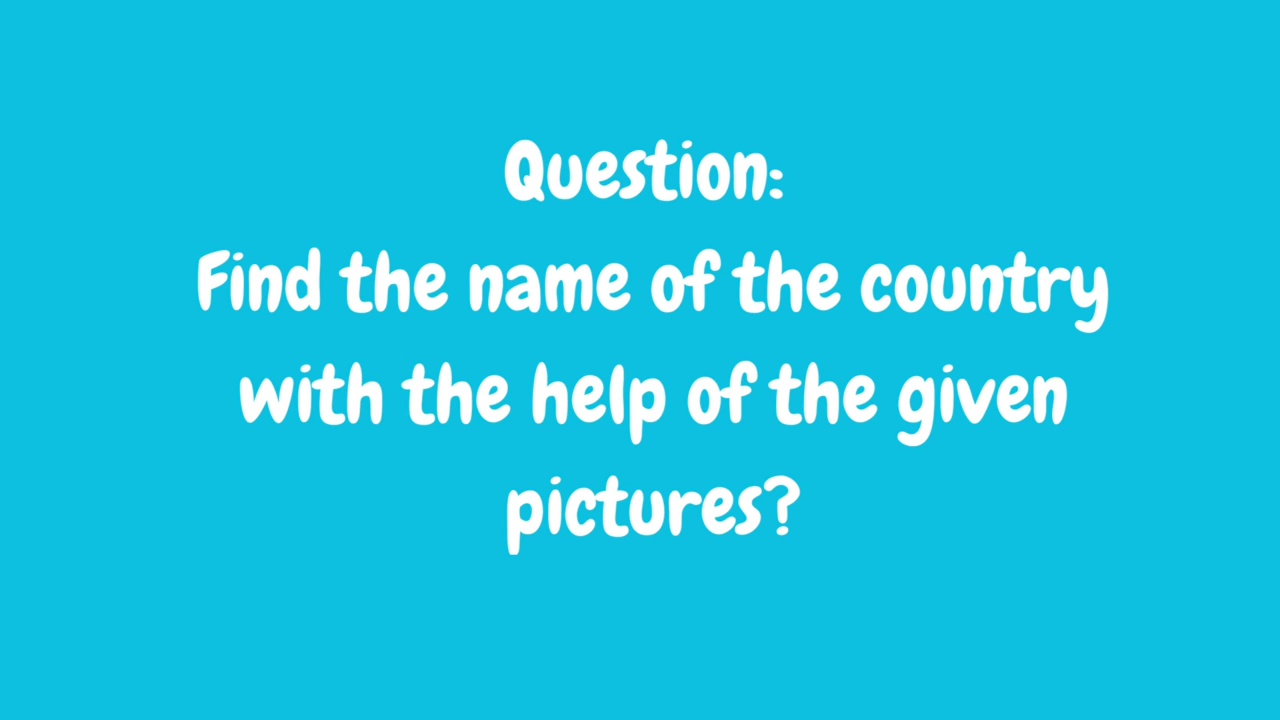 Question:
Find the name of the country
with the help of the given
pictures?